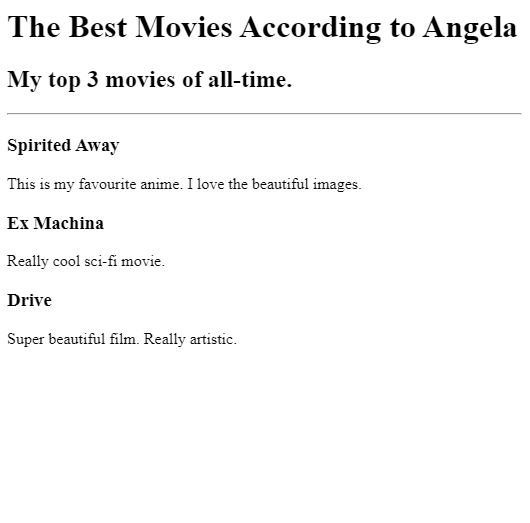 The Best Movies According to Angela
My top 3 movies of all-time.
Spirited Away
This is my favourite anime. I love the beautiful images.
Ex Machina
Really cool sci-fi movie.
Drive
Super beautiful film. Really artistic.